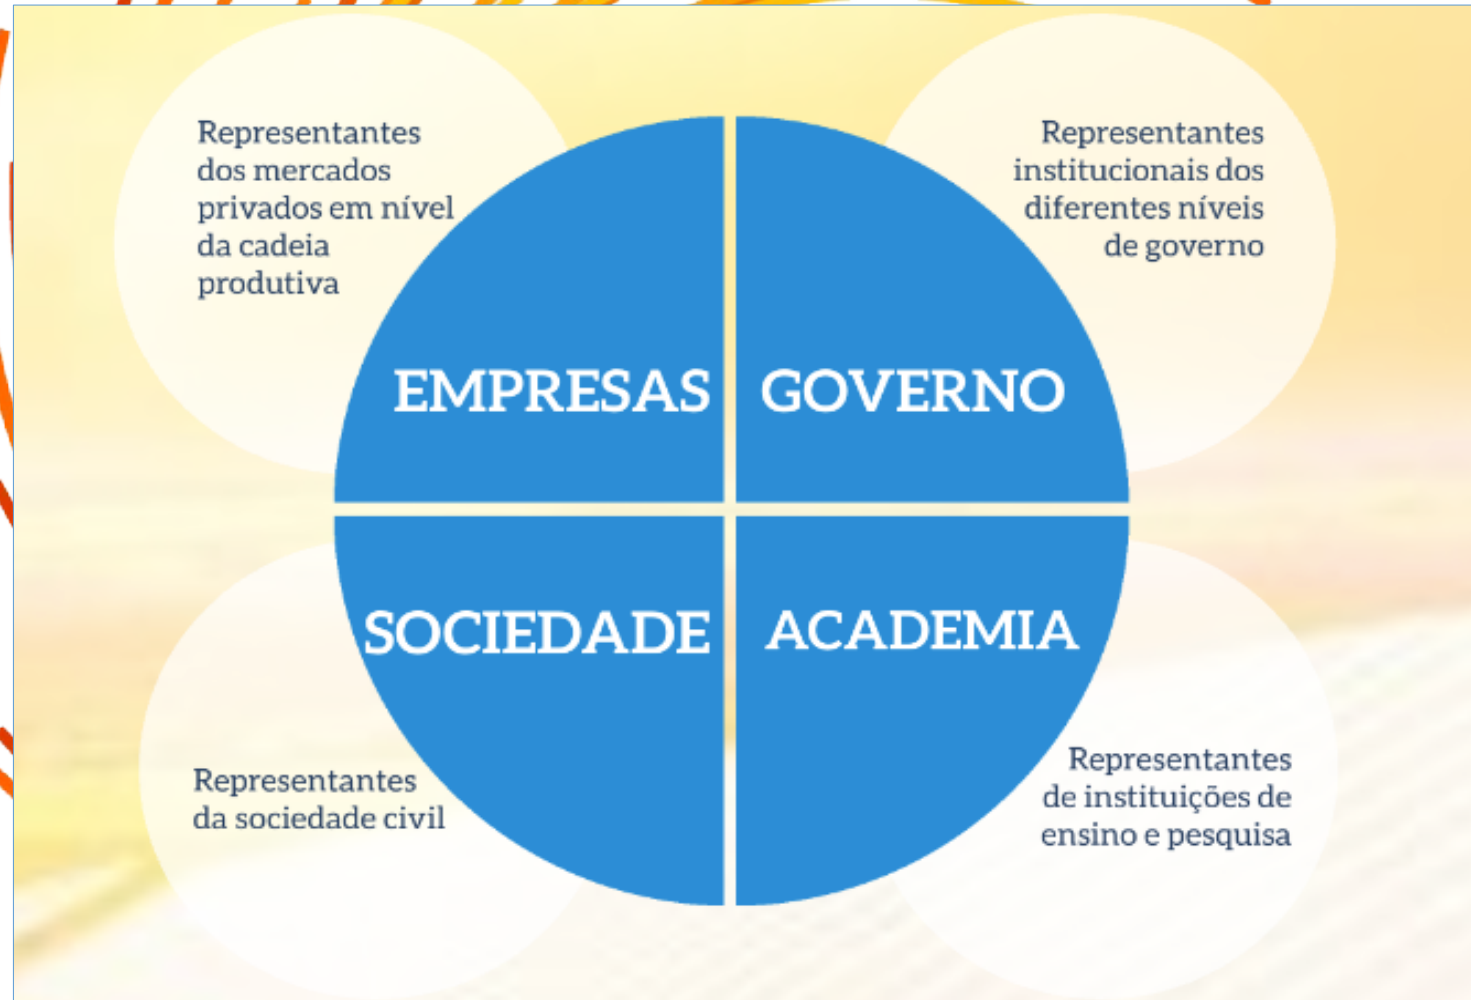 Representantes
dos mercados
privados em nível
da cadeia
produtiva
Representantes
institucionais dos
diferentes níveis
de governo
EMPRESAS
GOVERNO
SOCIEDADE
ACADEMIA
Representantes
da sociedade civil
Representantes
de instituições de
ensino e pesquisa